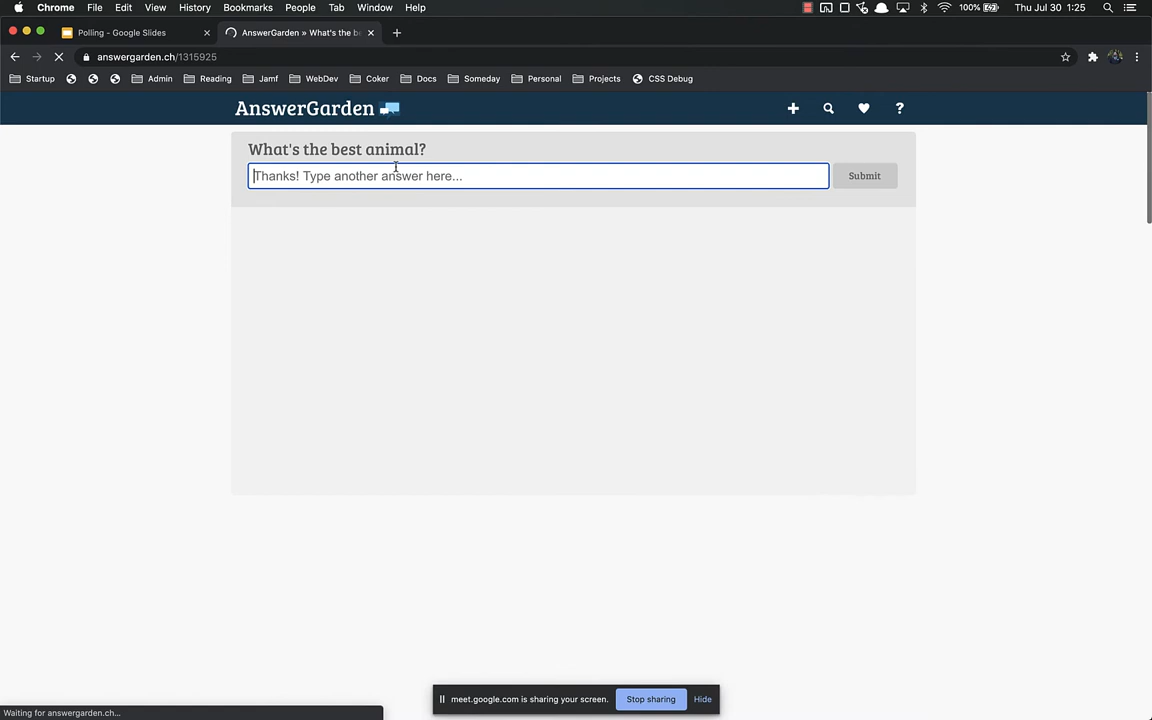 Chrome File Edit View History Bookmarks People Tab Window Help 100% Thu Jul 30 1:25
Polling - Google Slides AnswerGarden » What's the be
answergarden.ch/1315925
Startup Admin Reading Jamf WebDev Coker Docs Someday Personal Projects CSS Debug
AnswerGarden
What's the best animal?
Thanks! Type another answer here... Submit
meet.google.com is sharing your screen. Stop sharing Hide
Waiting for answergarden.ch...